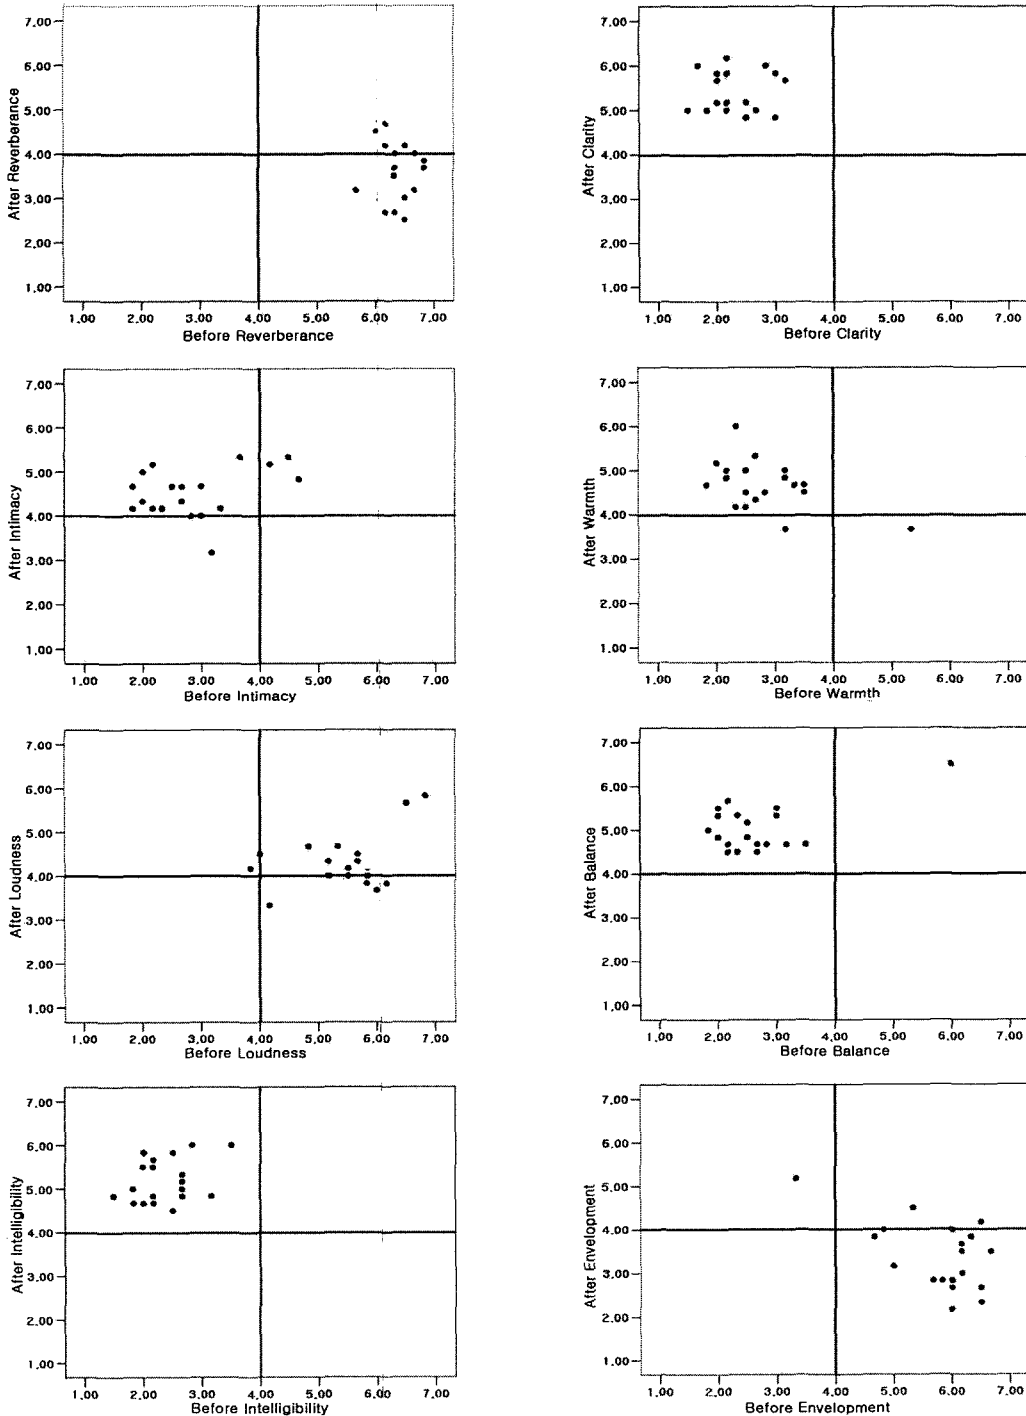 7.00
6.00
5.00
4.00
3.00
2.00
1.00
After Reverberance
1.00 2.00 3.00 4.00 5.00 6.00 7.00
Before Reverberance
7.00
6.00
5.00
4.00
3.00
2.00
1.00
After Clarity
1.00 2.00 3.00 4.00 5.00 6.00 7.00
Before Clarity
7.00
6.00
5.00
4.00
3.00
2.00
1.00
After Intimacy
1.00 2.00 3.00 4.00 5.00 6.00 7.00
Before Intimacy
7.00
6.00
5.00
4.00
3.00
2.00
1.00
After Warmth
1.00 2.00 3.00 4.00 5.00 6.00 7.00
Before Warmth
7.00
6.00
5.00
4.00
3.00
2.00
1.00
After Loudness
1.00 2.00 3.00 4.00 5.00 6.00 7.00
Before Loudness
7.00
6.00
5.00
4.00
3.00
2.00
1.00
After Balance
1.00 2.00 3.00 4.00 5.00 6.00 7.00
Before Balance
7.00
6.00
5.00
4.00
3.00
2.00
1.00
After Intelligibility
1.00 2.00 3.00 4.00 5.00 6.00 7.00
Before Intelligibility
7.00
6.00
5.00
4.00
3.00
2.00
1.00
After Envelopment
1.00 2.00 3.00 4.00 5.00 6.00 7.00
Before Envelopment